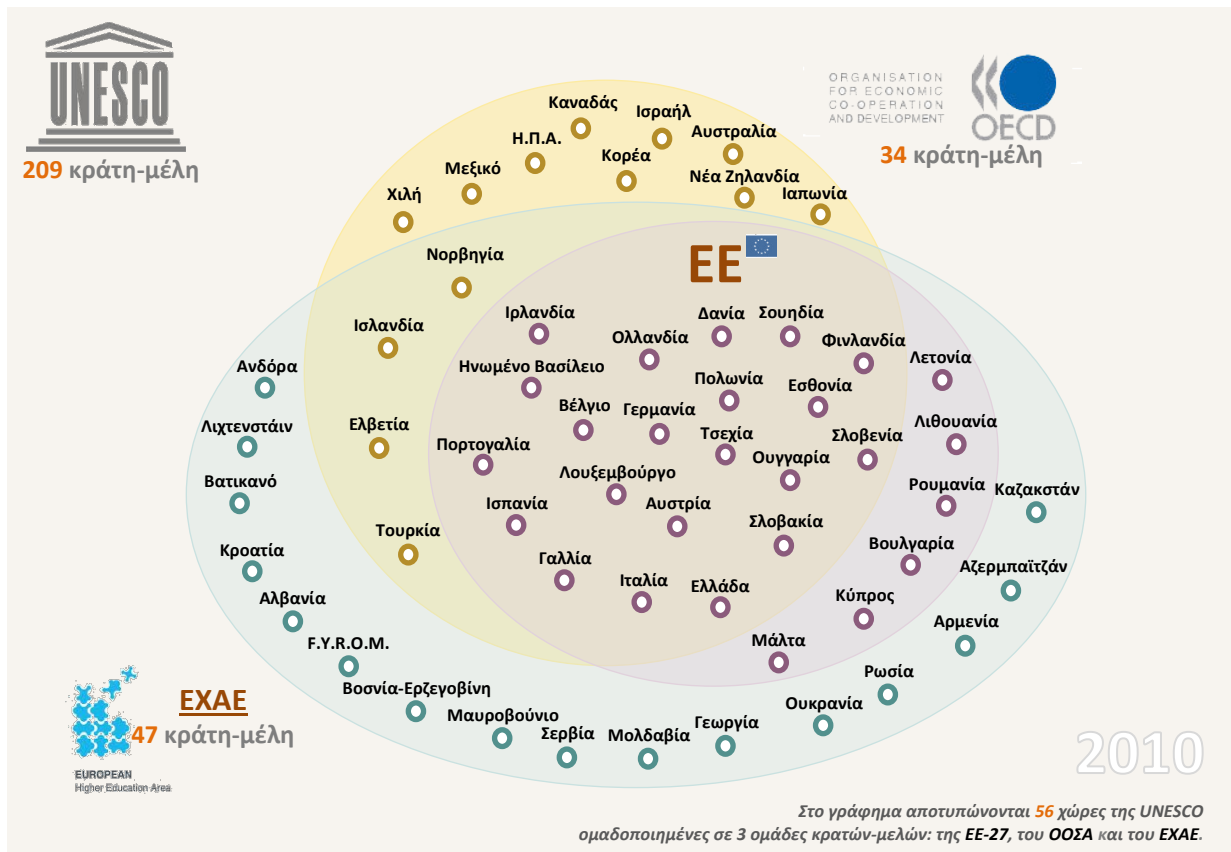 UNESCO
209 κράτη-μέλη
ORGANISATION
FOR ECONOMIC
CO-OPERATION
AND DEVELOPMENT
OECD
34 κράτη-μέλη
Καναδάς
Ισραήλ
Η.Π.Α.
Αυστραλία
Κορέα
Μεξικό
Νέα Ζηλανδία
Χιλή
Ιαπωνία
Νορβηγία
ΕΕ
Ιρλανδία
Δανία
Σουηδία
Ισλανδία
Ολλανδία
Φινλανδία
Λετονία
Ανδόρα
Ηνωμένο Βασίλειο
Πολωνία
Εσθονία
Λιχτενστάιν
Ελβετία
Βέλγιο
Γερμανία
Λιθουανία
Τσεχία
Σλοβενία
Πορτογαλία
Ουγγαρία
Βατικανό
Λουξεμβούργο
Ρουμανία
Καζακστάν
Ισπανία
Αυστρία
Τουρκία
Σλοβακία
Κροατία
Γαλλία
Βουλγαρία
Αζερμπαϊτζάν
Ιταλία
Ελλάδα
Κύπρος
Αλβανία
Αρμενία
F.Y.R.O.M.
Μάλτα
Ρωσία
Βοσνία-Ερζεγοβίνη
Ουκρανία
Μαυροβούνιο
Γεωργία
Σερβία
Μολδαβία
ΕΧΑΕ
47 κράτη-μέλη
EUROPEAN
Higher Education Area
2010
Στο γράφημα αποτυπώνονται 56 χώρες της UNESCO
ομαδοποιημένες σε 3 ομάδες κρατών-μελών: της ΕΕ-27, του ΟΟΣΑ και του ΕΧΑΕ.